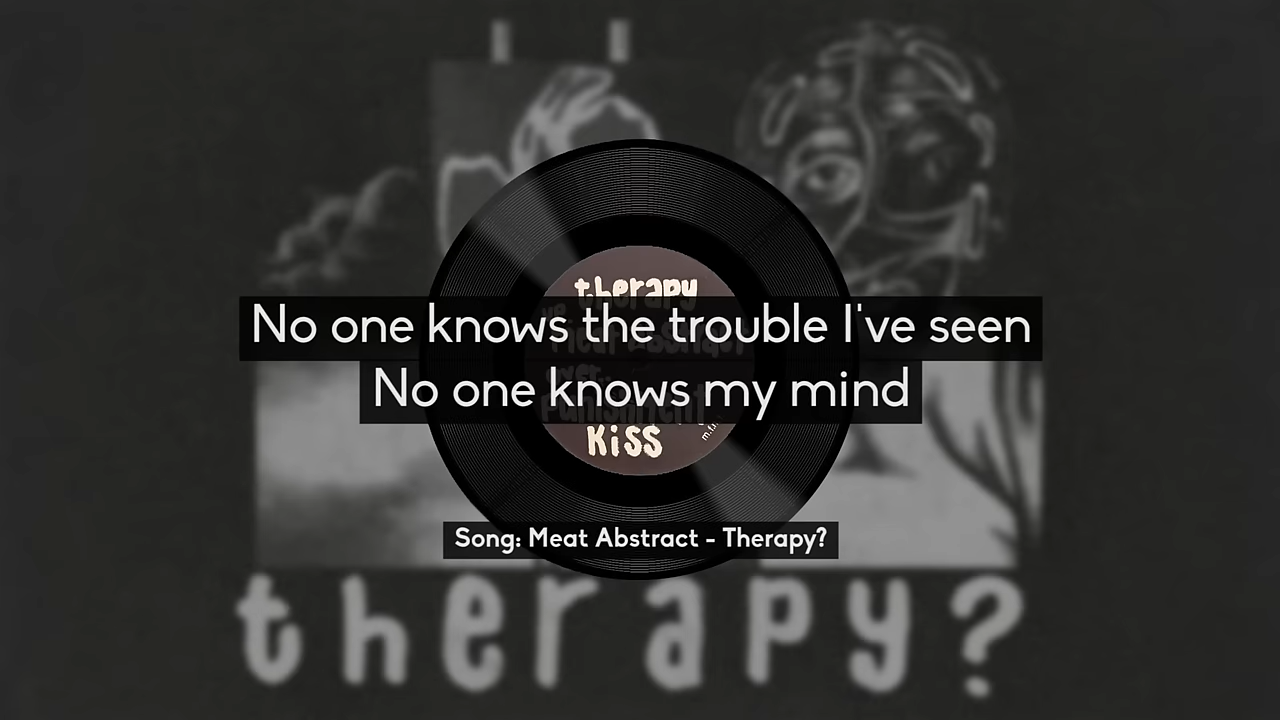 therapy
No one knows the trouble I've seen
No one knows my mind
KiSS
Song: Meat Abstract - Therapy?
therapy?